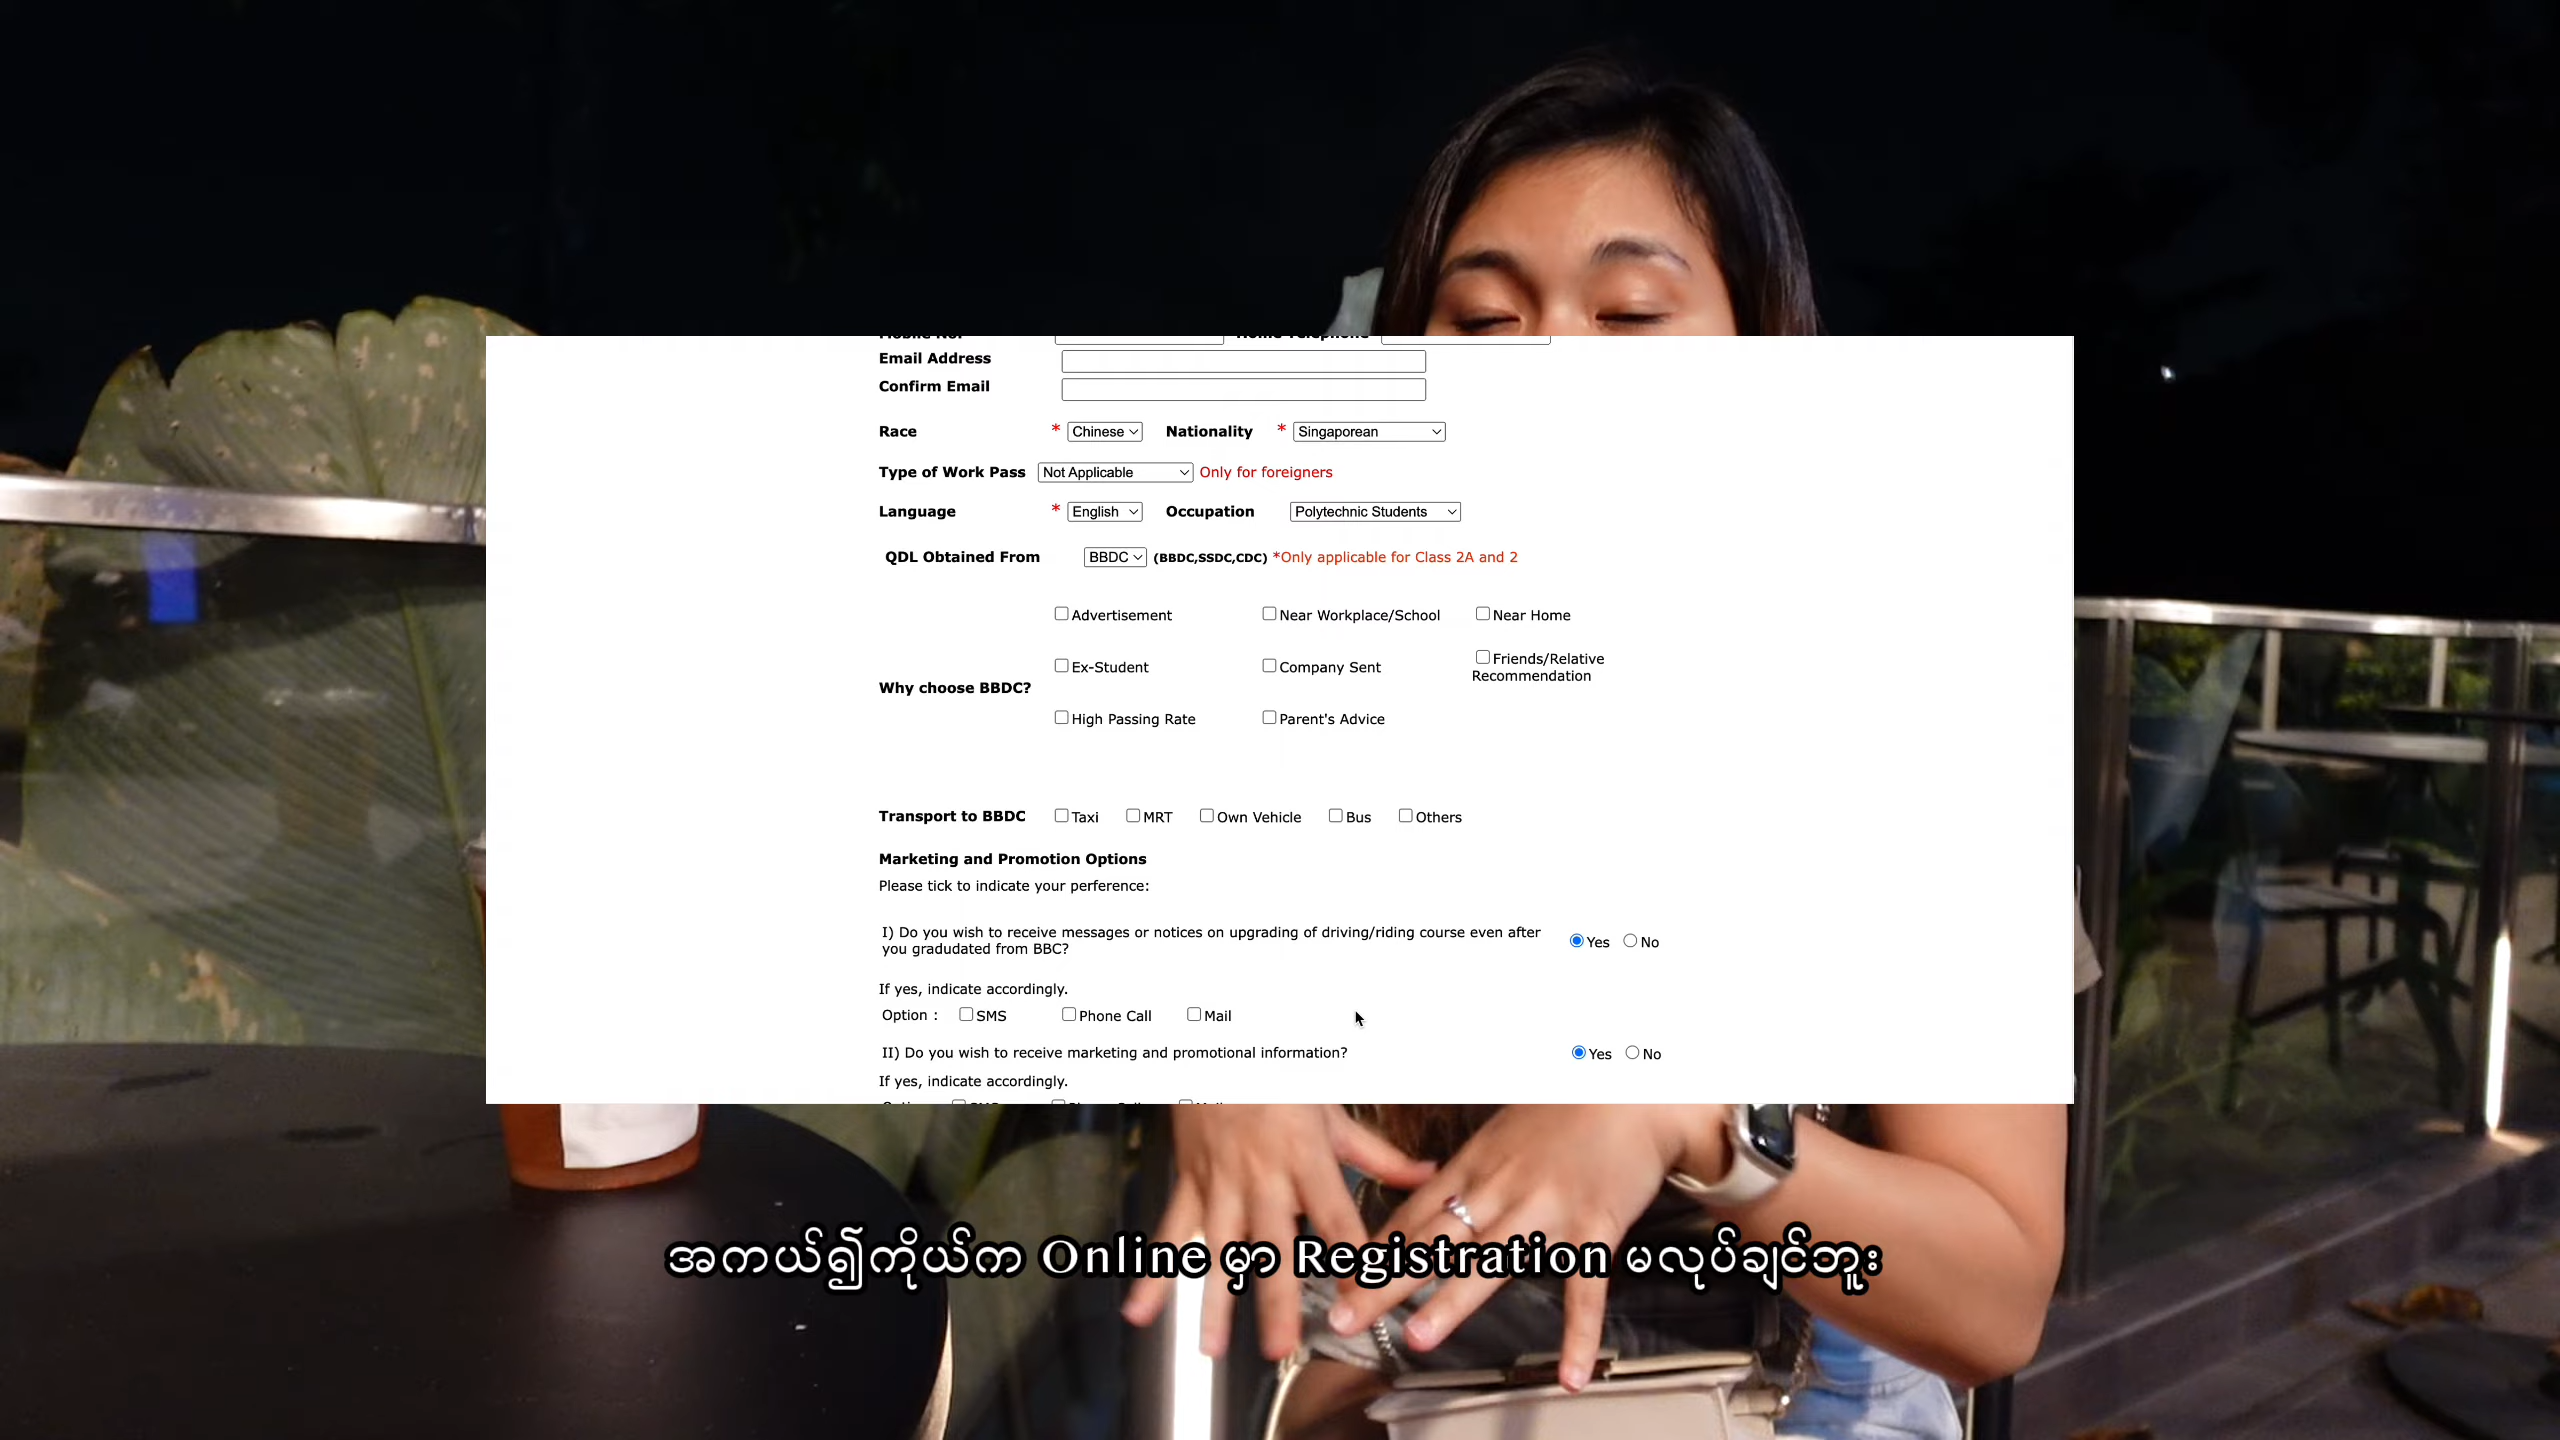 Mobile No.
Home Telephone
Email Address
Confirm Email
Race * Chinese Nationality * Singaporean
Type of Work Pass Not Applicable Only for foreigners
Language * English Occupation Polytechnic Students
QDL Obtained From BBDC (BBDC,SSDC,CDC) *Only applicable for Class 2A and 2
Advertisement Near Workplace/School Near Home
Ex-Student Company Sent Friends/Relative
Recommendation
Why choose BBDC?
High Passing Rate Parent's Advice
Transport to BBDC Taxi MRT Own Vehicle Bus Others
Marketing and Promotion Options
Please tick to indicate your perference:
I) Do you wish to receive messages or notices on upgrading of driving/riding course even after
you gradudated from BBC?
Yes No
If yes, indicate accordingly.
Option : SMS Phone Call Mail
II) Do you wish to receive marketing and promotional information? Yes No
If yes, indicate accordingly.
အကယ်၍ကိုယ်က Online မှာ Registration မလုပ်ချင်ဘူး